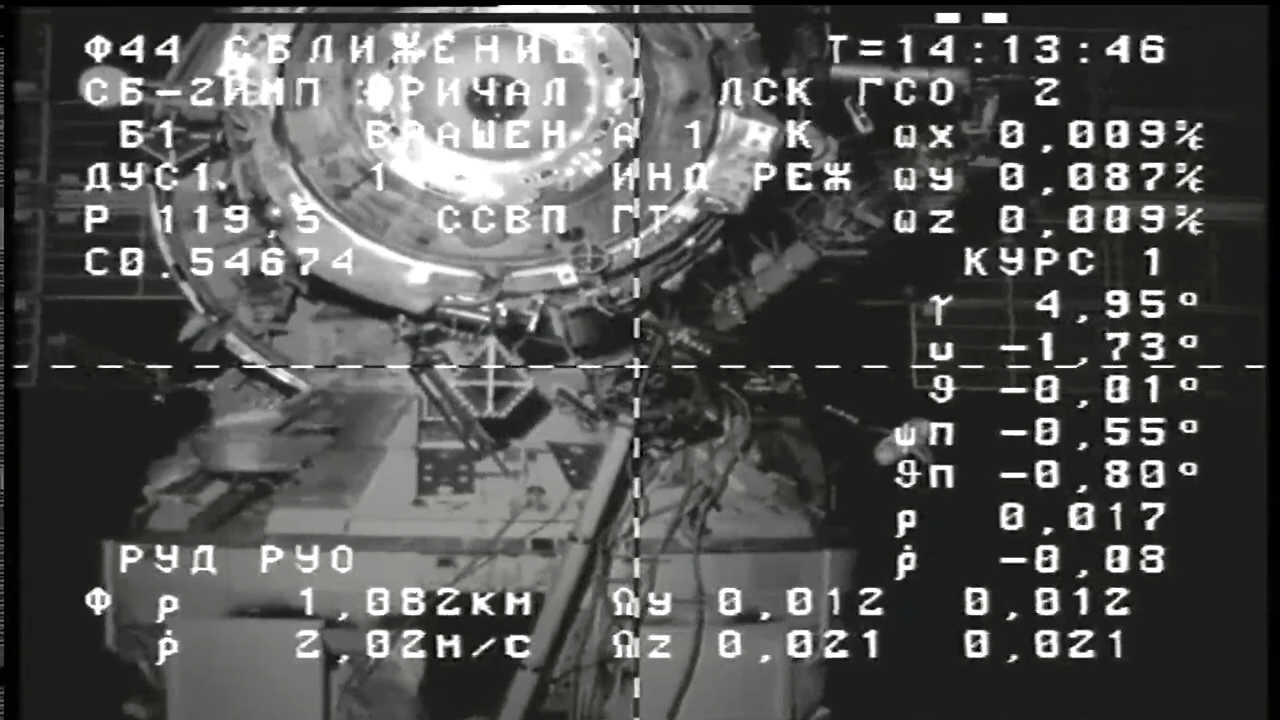 Ф44 СБЛИЖЕНИЕ Т=14:13:46
СБ-2ИМП ПРИЧАЛ ЛСК ГСО 2
Б1 ВРАЩЕН 1 ωX 0,009%
ДУС1 1 ИНД РЕЖ ωУ 0,087%
Р 119,5 ССВП ГТ ωZ 0,009%
С0.54674 КУРС 1
γ 4,95°
ψ -1,73°
ϑ -0,01°
ψП -0,55°
ϑП -0,80°
ρ 0,017
ρ̇ -0,08
РУД РУО
Ф ρ 1,082КМ ΩУ 0,012 0,012
ρ̇ 2,02М/С ΩZ 0,021 0,021